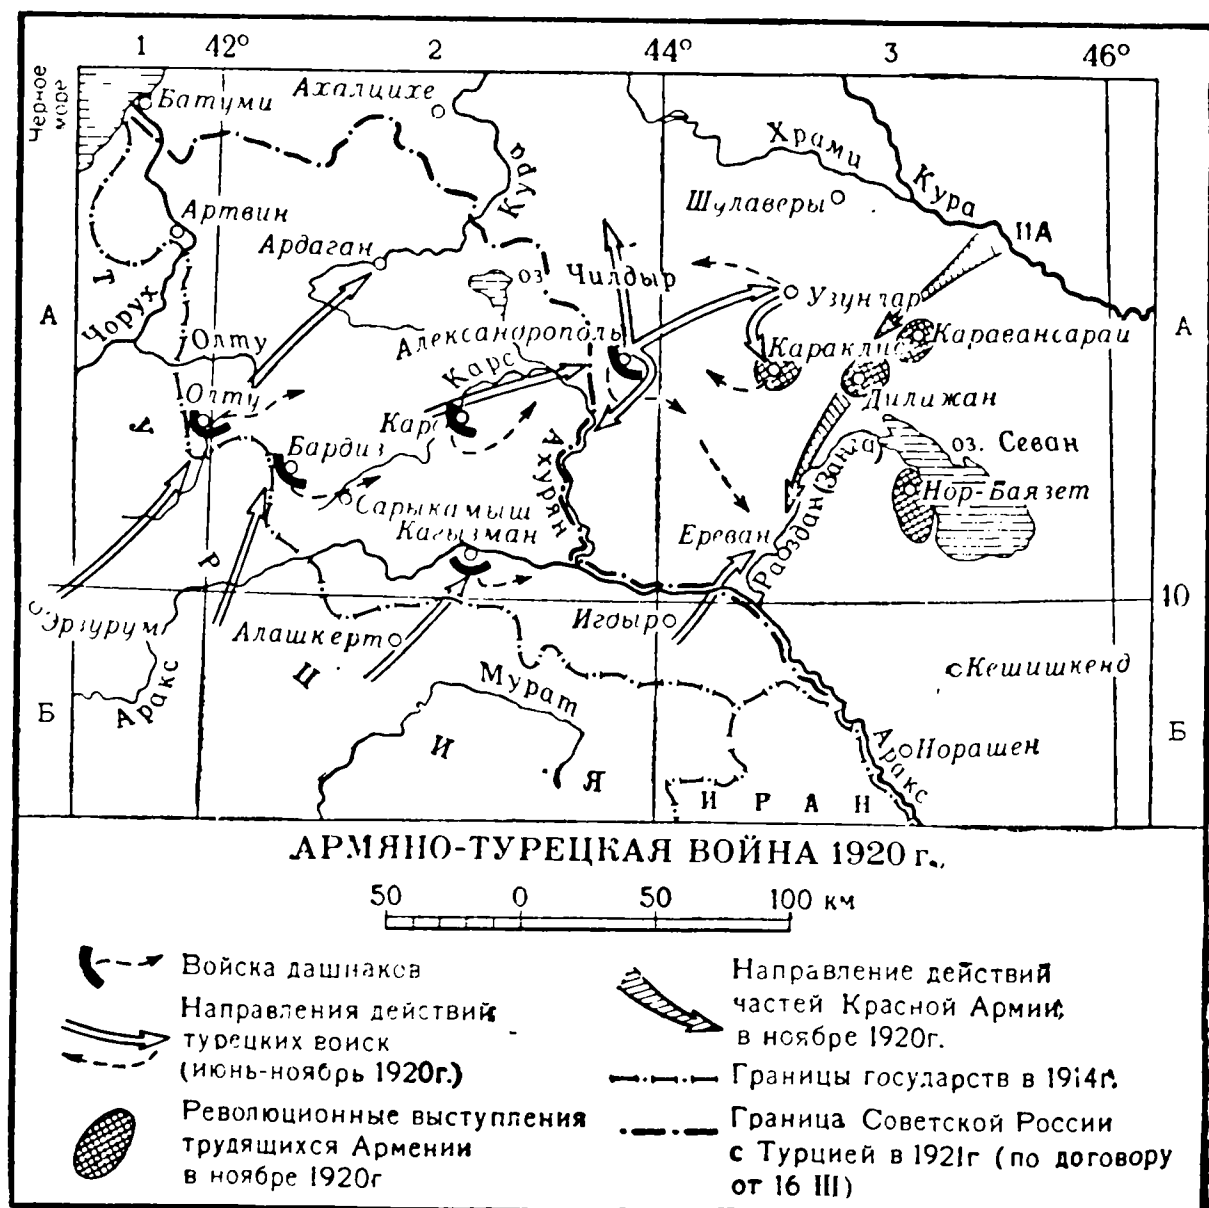 1 42° 2 44° 3 46°
Черное море
Батуми
Ахалцихе
Кура
Храми
Кура
Шулаверы
Артвин
Ардаган
оз. Чилдыр
11А
Чорух
А
А
Узунлар
Караклис
Каравансараи
Александрополь
Олту
Карс
Олту
Карс
Дилижан
Бардиз
Ахурян
оз. Севан
(Занга)
Сарыкамыш
Нор-Баязет
Кагызман
Ереван
Раздан
Эрзурум
Алашкерт
Игдыр
10
Кешишкенд
Аракс
Мурат
Б
Б
Аракс
Норашен
Т У Р Ц И Я
И Р А Н
АРМЯНО-ТУРЕЦКАЯ ВОЙНА 1920 г.
50 0 50 100 км
Войска дашнаков
Направления действий
турецких войск
(июнь-ноябрь 1920г.)
Революционные выступления
трудящихся Армении
в ноябре 1920г
Направление действий
частей Красной Армии
в ноябре 1920г.
Границы государств в 1914г.
Граница Советской России
с Турцией в 1921г (по договору
от 16 III)